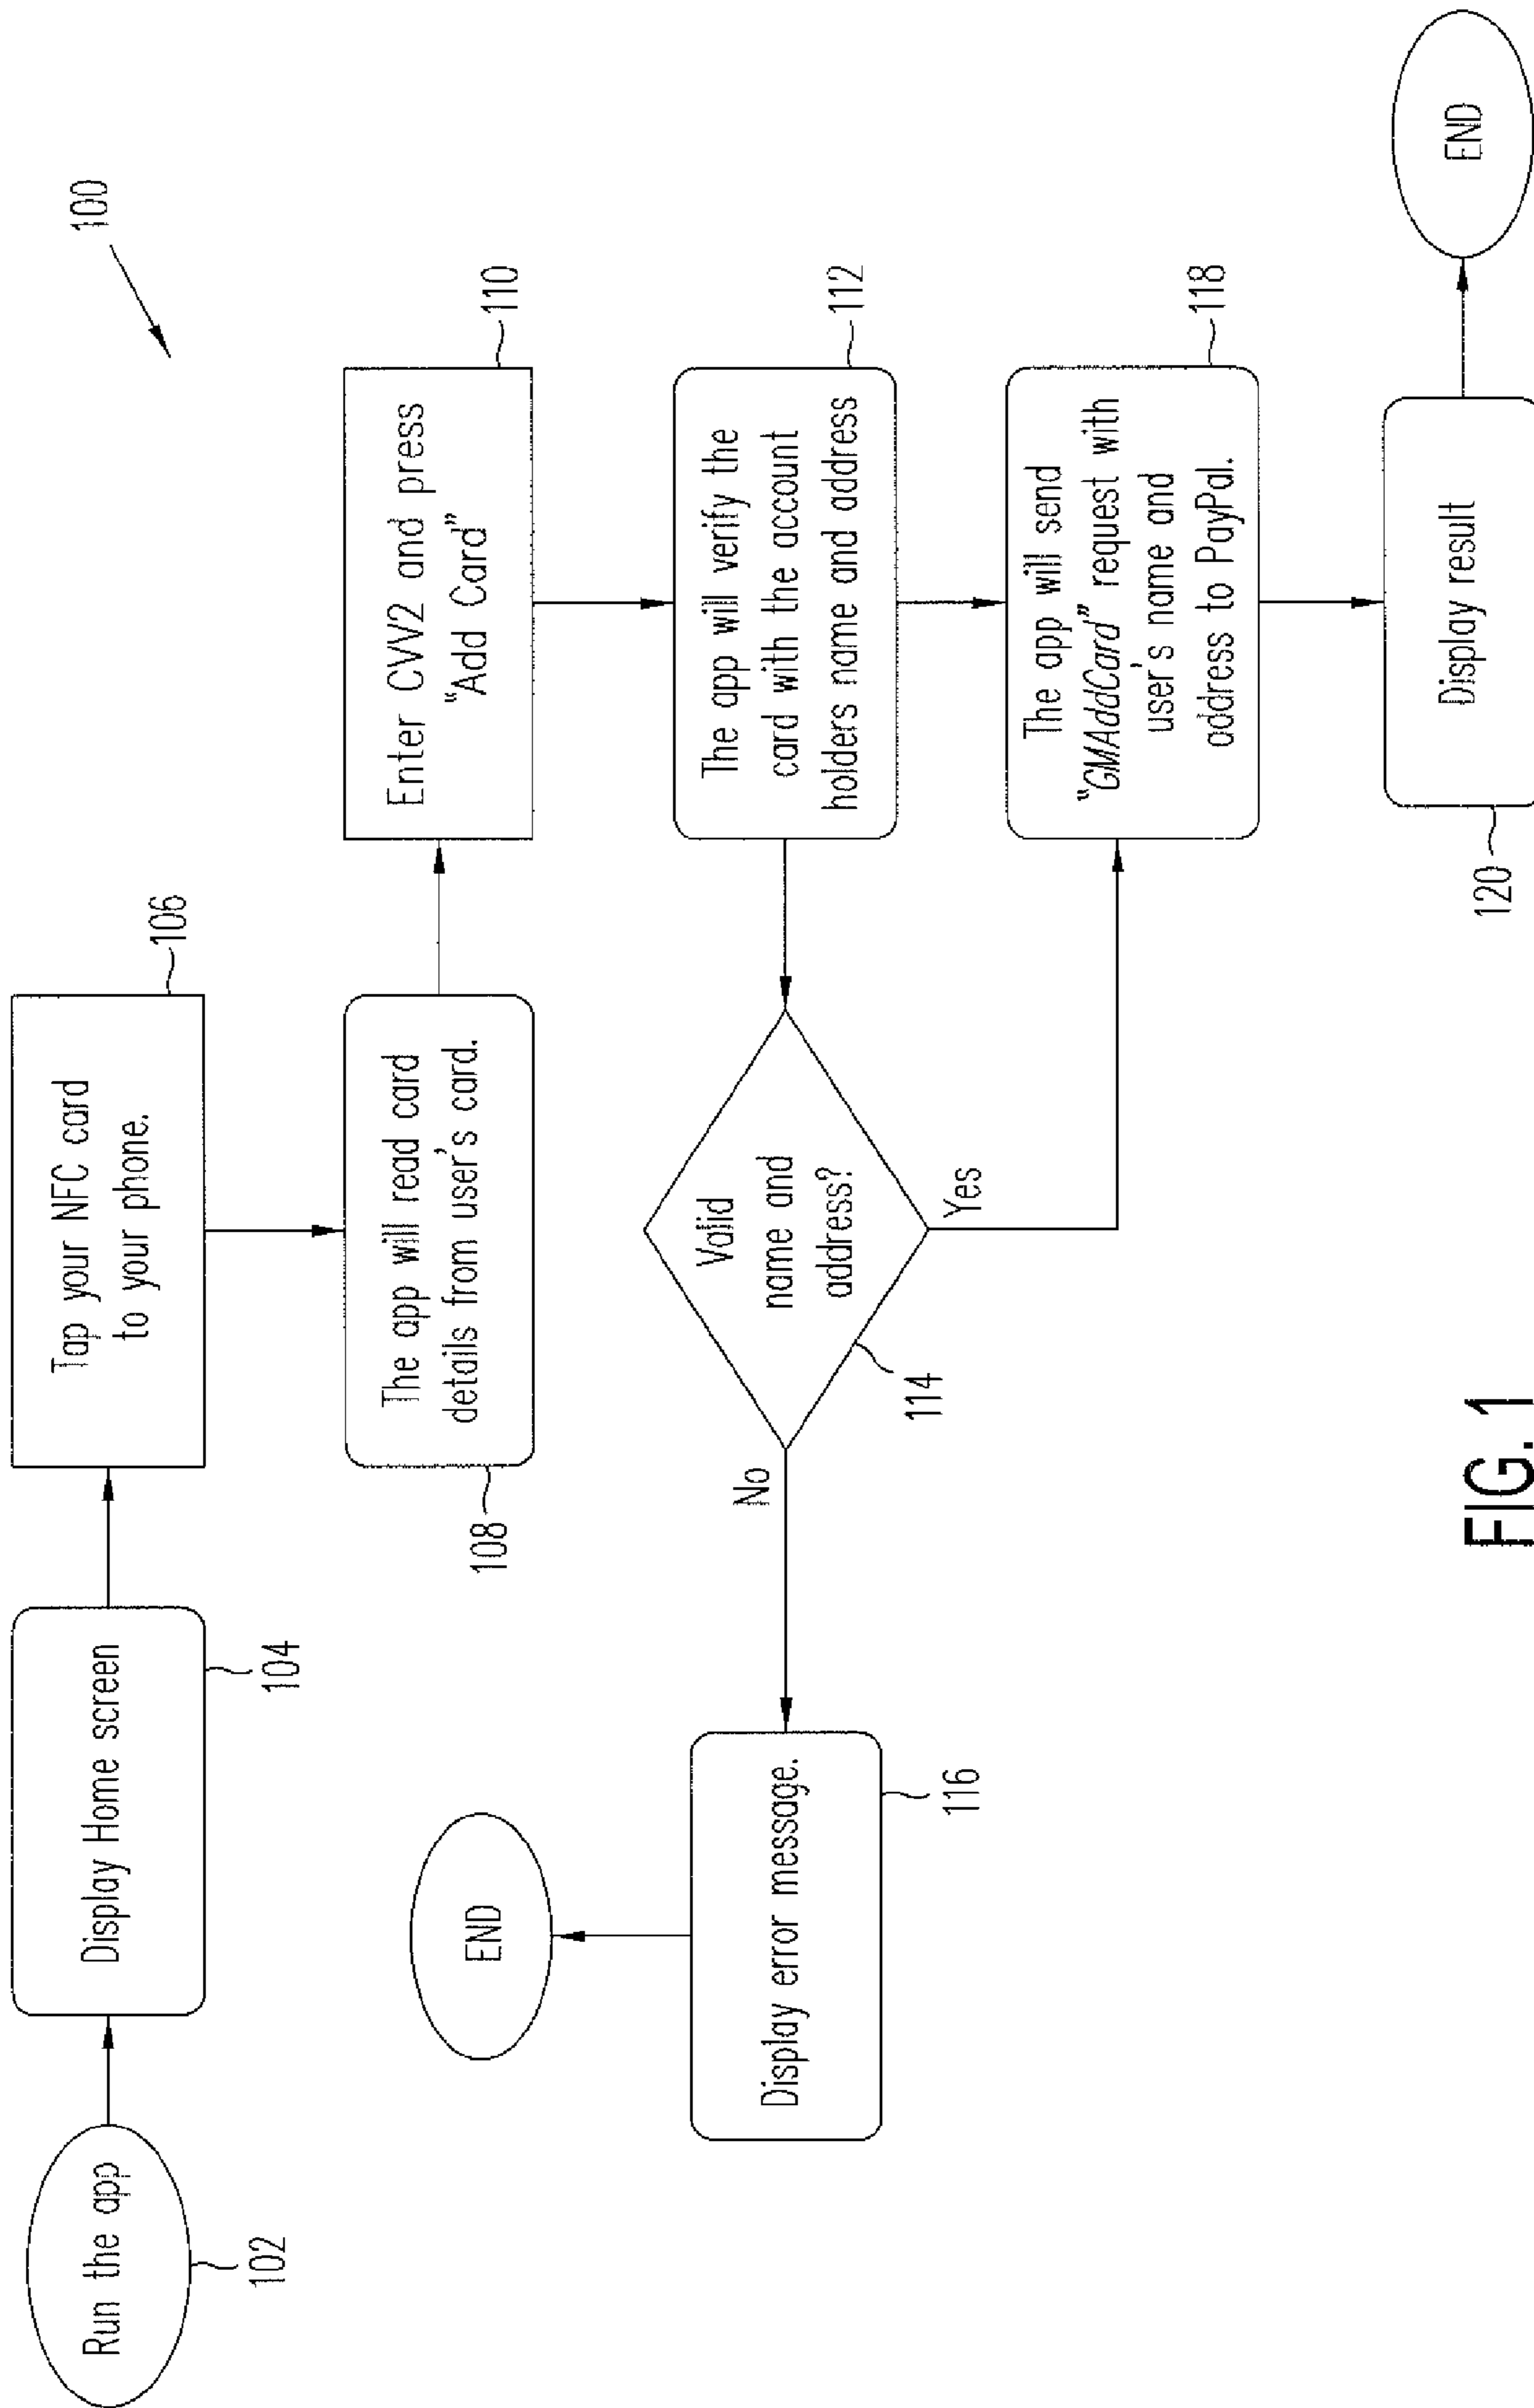 100
Run the app
102
Display Home screen
104
Tap your NFC card
to your phone.
106
The app will read card
details from user's card.
108
Enter CVV2 and press
“Add Card”
110
The app will verify the
card with the account
holders name and address
112
Valid
name and
address?
114
No
Yes
Display error message.
116
END
The app will send
“GMAddCard” request with
user's name and
address to PayPal.
118
Display result
120
END
FIG. 1